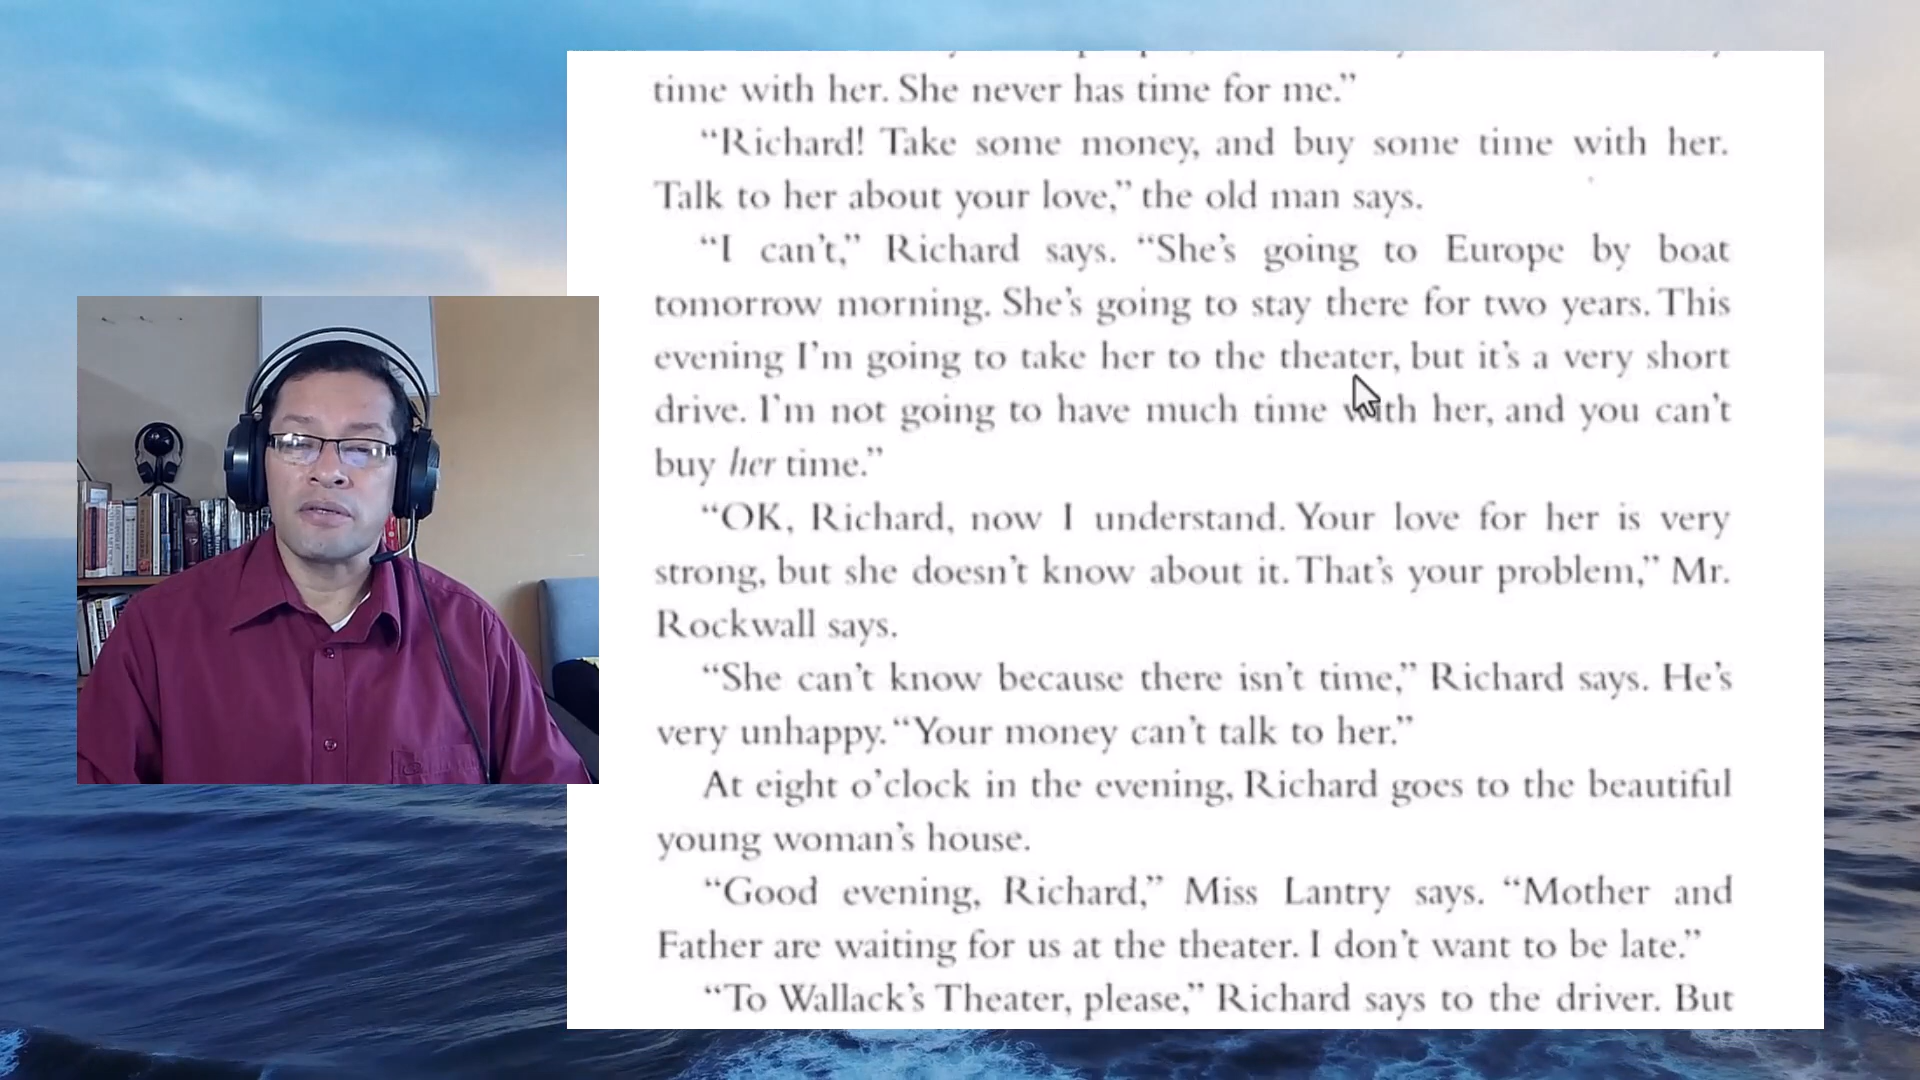 time with her. She never has time for me.”
“Richard! Take some money, and buy some time with her.
Talk to her about your love,” the old man says.
“I can’t,” Richard says. “She’s going to Europe by boat
tomorrow morning. She’s going to stay there for two years. This
evening I’m going to take her to the theater, but it’s a very short
drive. I’m not going to have much time with her, and you can’t
buy her time.”
“OK, Richard, now I understand. Your love for her is very
strong, but she doesn’t know about it. That’s your problem,” Mr.
Rockwall says.
“She can’t know because there isn’t time,” Richard says. He’s
very unhappy. “Your money can’t talk to her.”
At eight o’clock in the evening, Richard goes to the beautiful
young woman’s house.
“Good evening, Richard,” Miss Lantry says. “Mother and
Father are waiting for us at the theater. I don’t want to be late.”
“To Wallack’s Theater, please,” Richard says to the driver. But